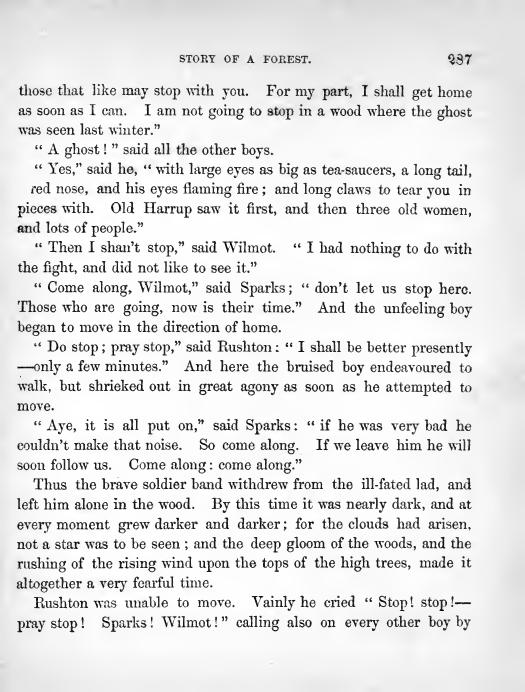 STORY OF A FOREST. 287
those that like may stop with you. For my part, I shall get home
as soon as I can. I am not going to stop in a wood where the ghost
was seen last winter."
" A ghost! " said all the other boys.
" Yes," said he, " with large eyes as big as tea-saucers, a long tail,
red nose, and his eyes flaming fire ; and long claws to tear you in
pieces with. Old Harrup saw it first, and then three old women,
and lots of people."
" Then I shan't stop," said Wilmot. " I had nothing to do with
the fight, and did not like to see it."
" Come along, Wilmot," said Sparks ; " don't let us stop here.
Those who are going, now is their time." And the unfeeling boy
began to move in the direction of home.
" Do stop ; pray stop," said Rushton : " I shall be better presently
—only a few minutes." And here the bruised boy endeavoured to
walk, but shrieked out in great agony as soon as he attempted to
move.
" Aye, it is all put on," said Sparks : " if he was very bad he
couldn't make that noise. So come along. If we leave him he will
soon follow us. Come along : come along."
Thus the brave soldier band withdrew from the ill-fated lad, and
left him alone in the wood. By this time it was nearly dark, and at
every moment grew darker and darker ; for the clouds had arisen,
not a star was to be seen ; and the deep gloom of the woods, and the
rushing of the rising wind upon the tops of the high trees, made it
altogether a very fearful time.
Rushton was unable to move. Vainly he cried " Stop! stop!—
pray stop! Sparks! Wilmot!" calling also on every other boy by